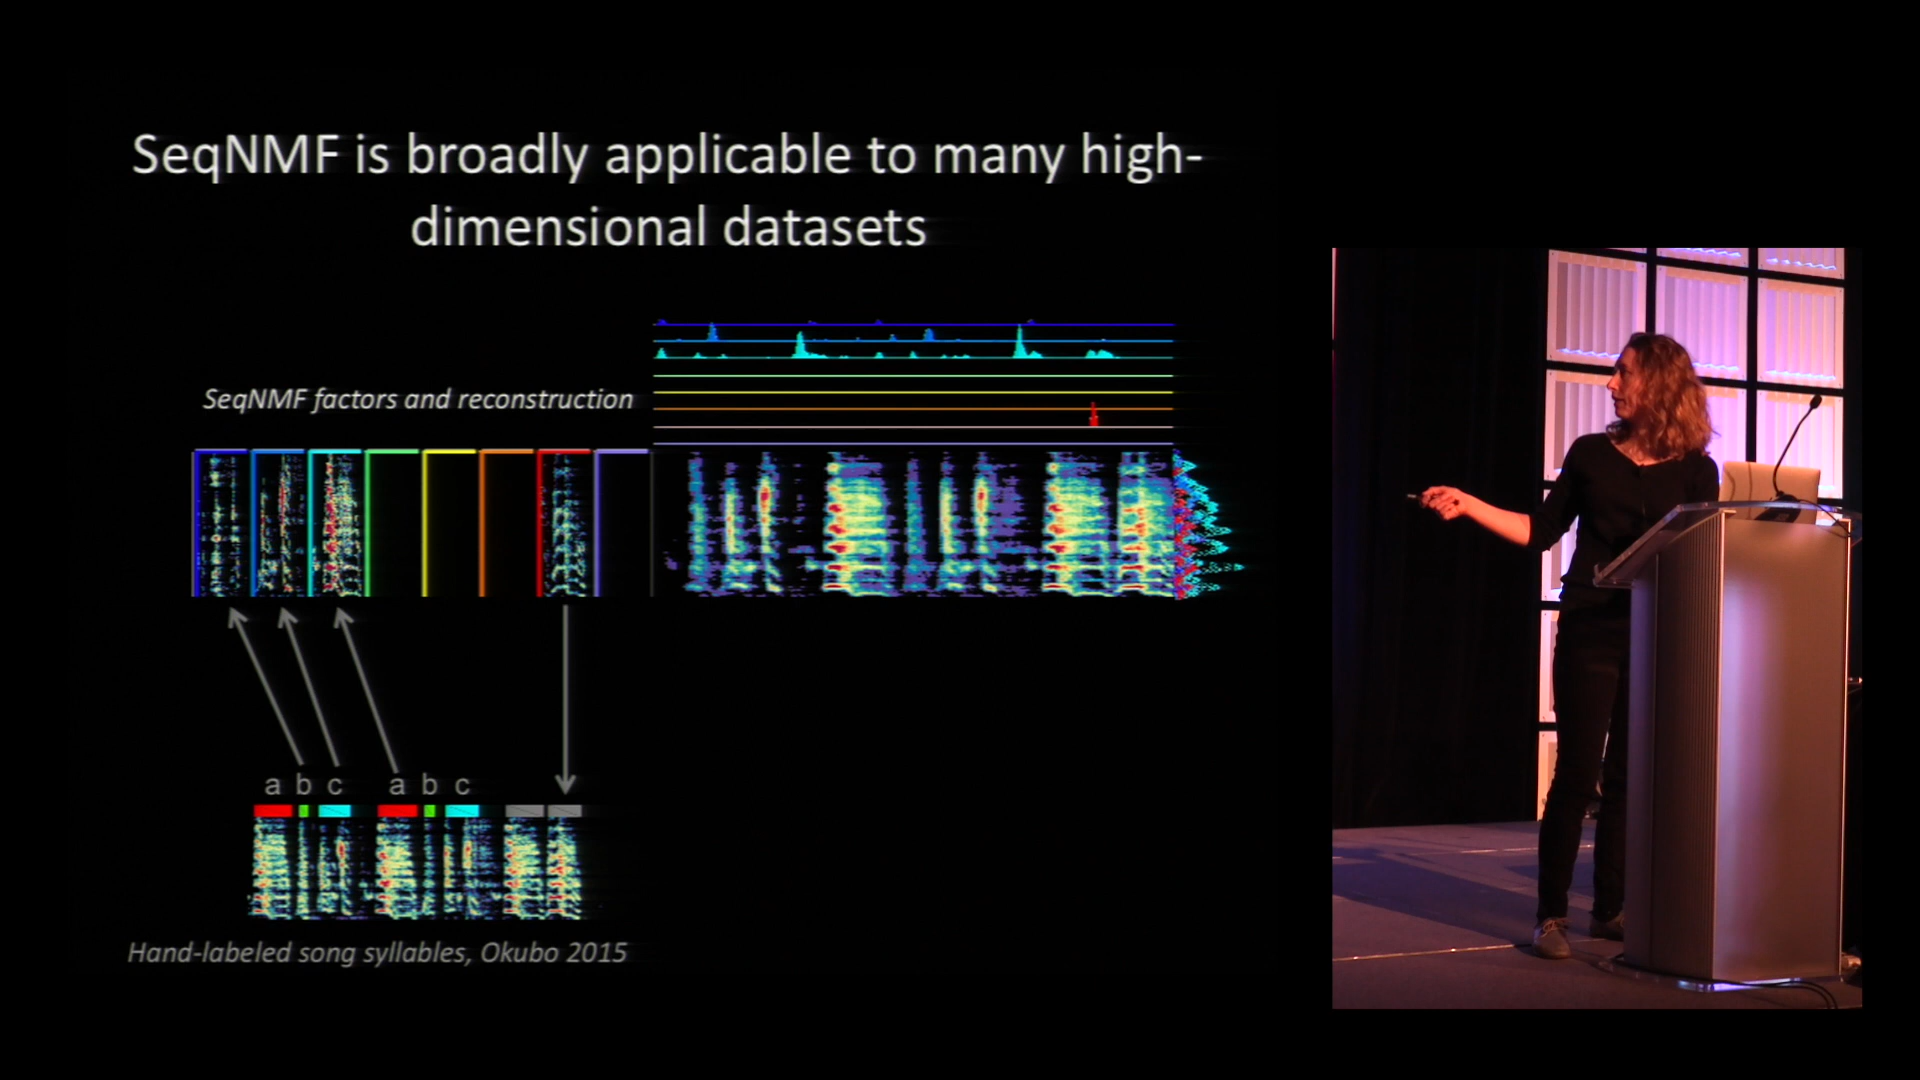 SeqNMF is broadly applicable to many high-
dimensional datasets
SeqNMF factors and reconstruction
a b c a b c
Hand-labeled song syllables, Okubo 2015